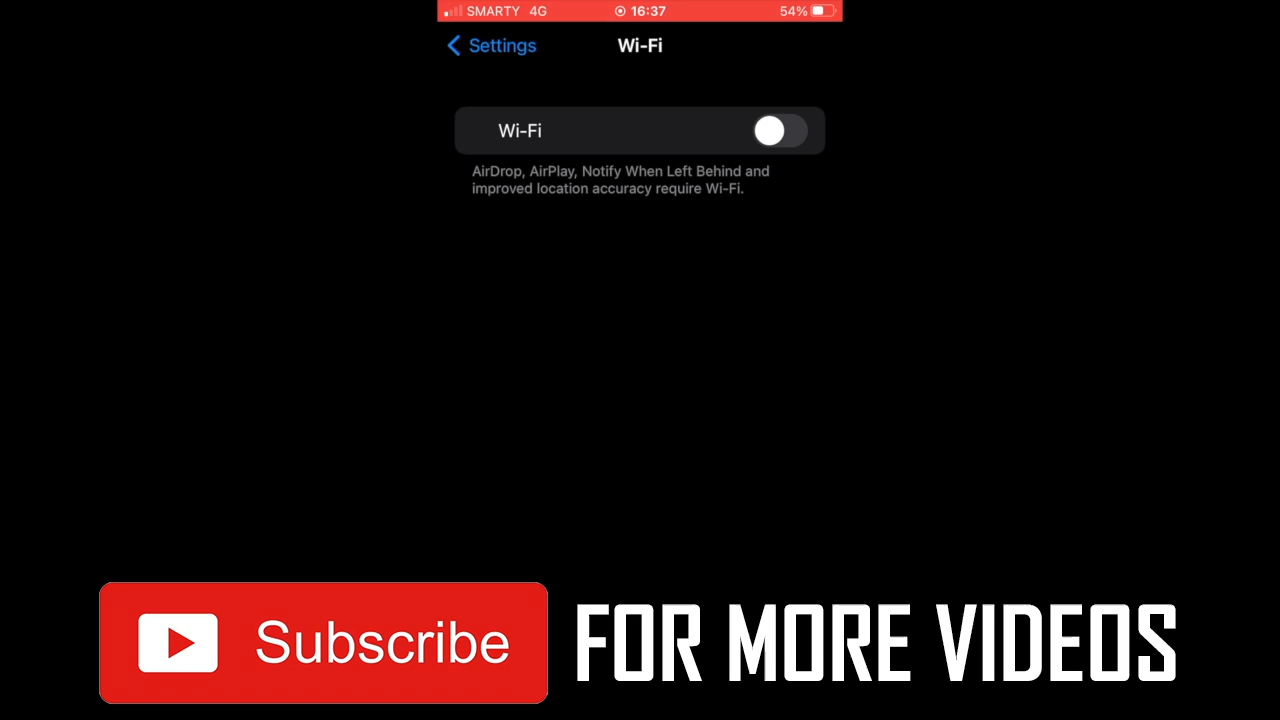 SMARTY 4G 16:37 54%
Settings Wi-Fi
Wi-Fi
AirDrop, AirPlay, Notify When Left Behind and
improved location accuracy require Wi-Fi.
Subscribe FOR MORE VIDEOS